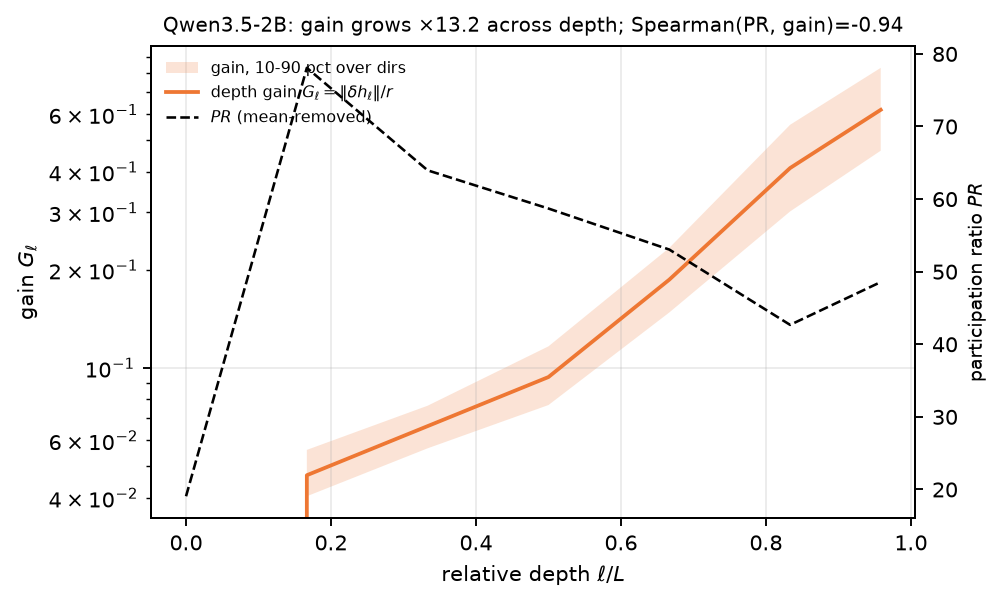 Qwen3.5-2B: gain grows ×13.2 across depth; Spearman(PR, gain)=-0.94
gain, 10-90 pct over dirs
depth gain G_ℓ = ‖δh_ℓ‖/r
PR (mean-removed)
gain G_ℓ
6 × 10⁻¹
4 × 10⁻¹
3 × 10⁻¹
2 × 10⁻¹
10⁻¹
6 × 10⁻²
4 × 10⁻²
participation ratio PR
80
70
60
50
40
30
20
0.0 0.2 0.4 0.6 0.8 1.0
relative depth ℓ/L